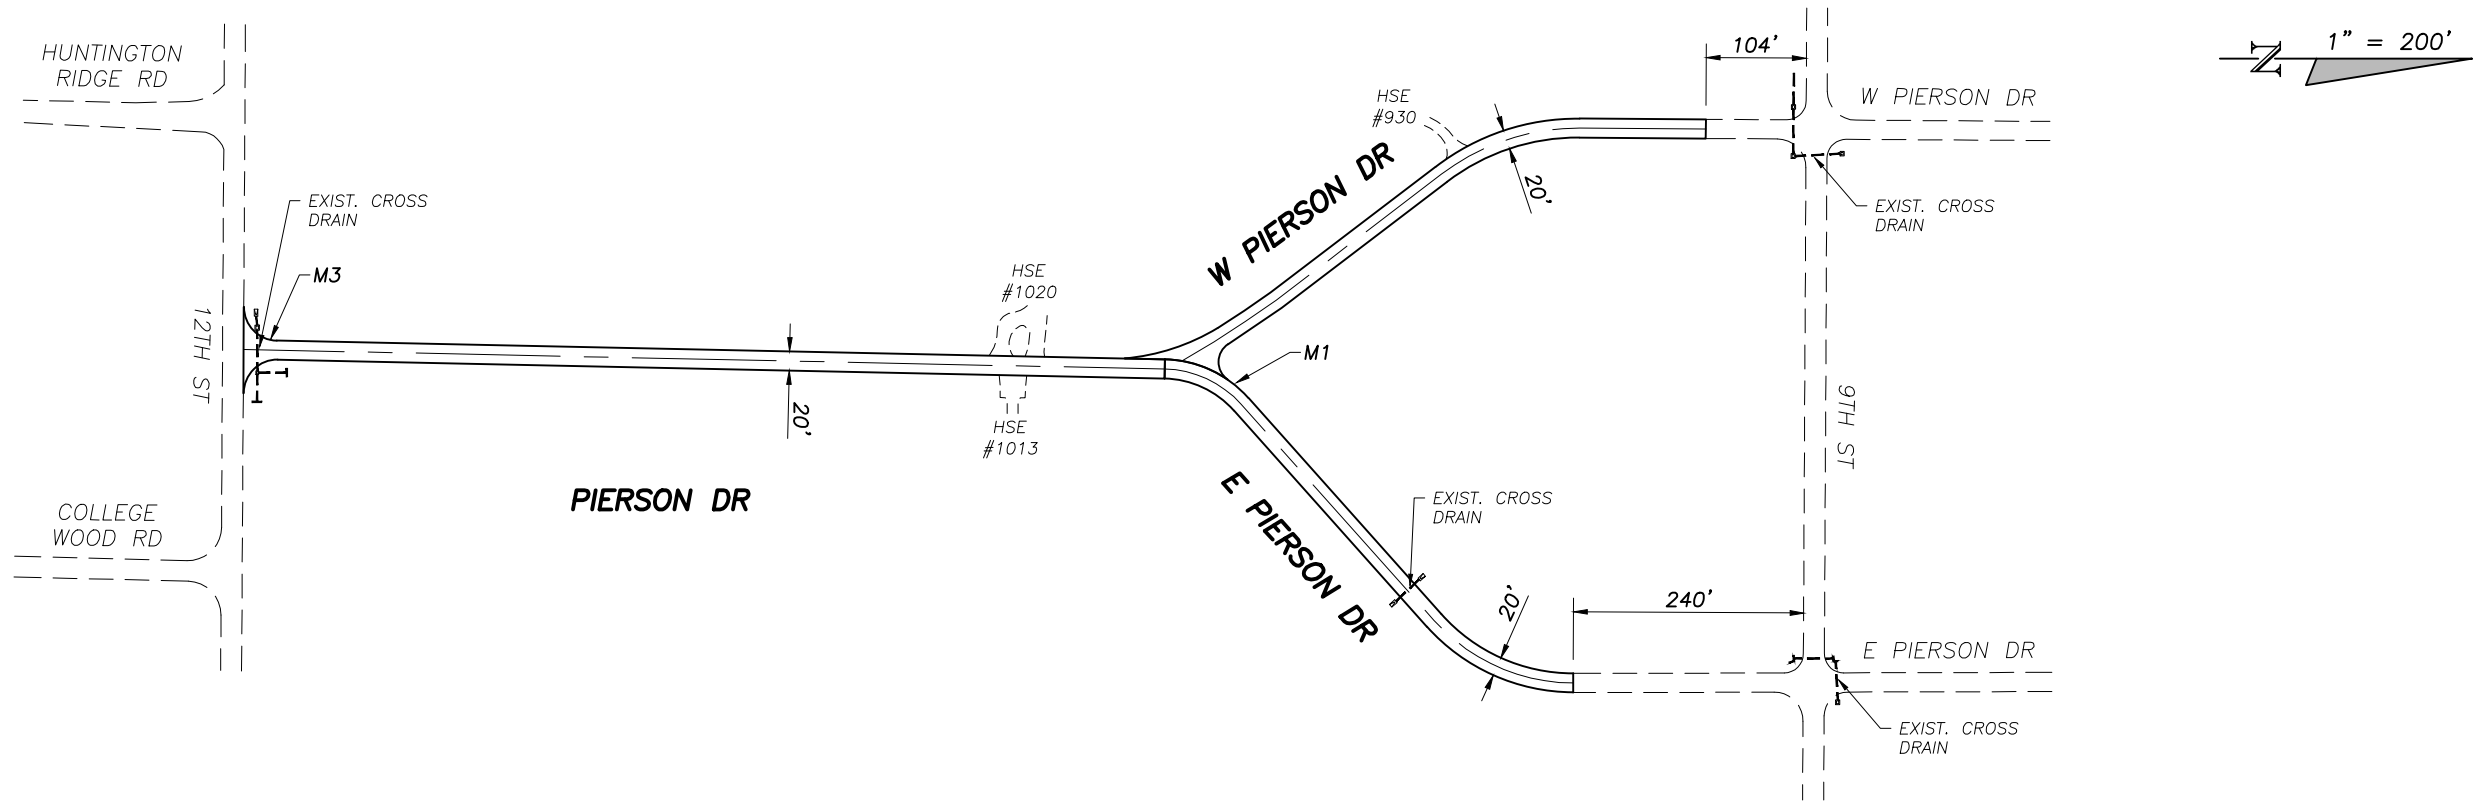 HUNTINGTON
RIDGE RD
104'
N
1" = 200'
W PIERSON DR
HSE
#930
20'
EXIST. CROSS
DRAIN
EXIST. CROSS
DRAIN
W PIERSON DR
M3
HSE
#1020
12TH ST
M1
20'
HSE
#1013
9TH ST
PIERSON DR
COLLEGE
WOOD RD
E PIERSON DR
EXIST. CROSS
DRAIN
20'
240'
E PIERSON DR
EXIST. CROSS
DRAIN